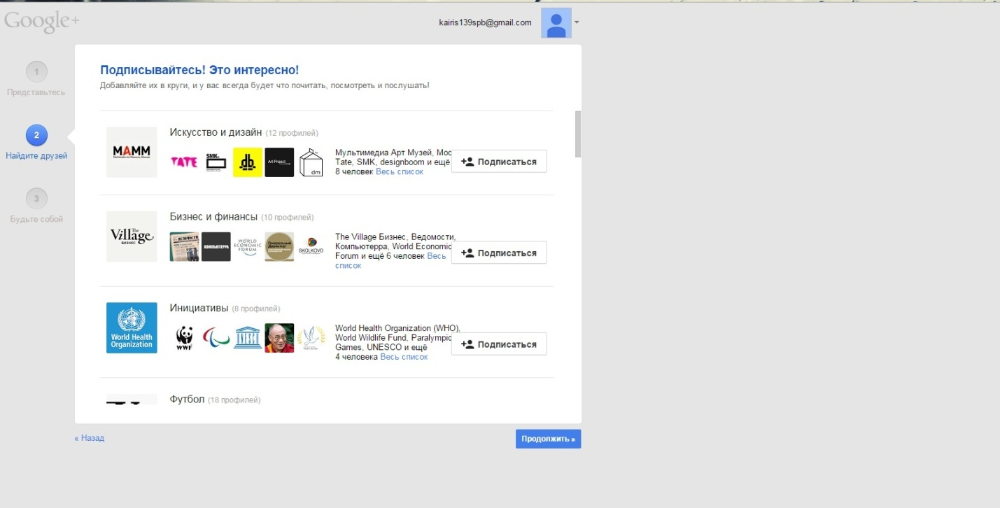 Google+
kairis139spb@gmail.com
1
Представьтесь
2
Найдите друзей
3
Будьте собой
Подписывайтесь! Это интересно!
Добавляйте их в круги, и у вас всегда будет что почитать, посмотреть и послушать!
МАММ
Multimedia Art Museum, Moscow
Искусство и дизайн (12 профилей)
TATE
SMK
db
Art Project
dm
Мультимедиа Арт Музей,
Tate, SMK, designboom и ещё
8 человек Весь список
Подписаться
The Village
БИЗНЕС
Бизнес и финансы (10 профилей)
ВЕДОМОСТИ
КОМПЬЮТЕРРА
WORLD ECONOMIC FORUM
Генеральный Директор
SKOLKOVO
The Village Бизнес, Ведомости,
Компьютерра, World Economic
Forum и ещё 6 человек Весь
список
Подписаться
World Health
Organization
Инициативы (8 профилей)
WWF
World Health Organization (WHO),
World Wildlife Fund, Paralympic
Games, UNESCO и ещё
4 человека Весь список
Подписаться
Футбол (18 профилей)
« Назад
Продолжить »